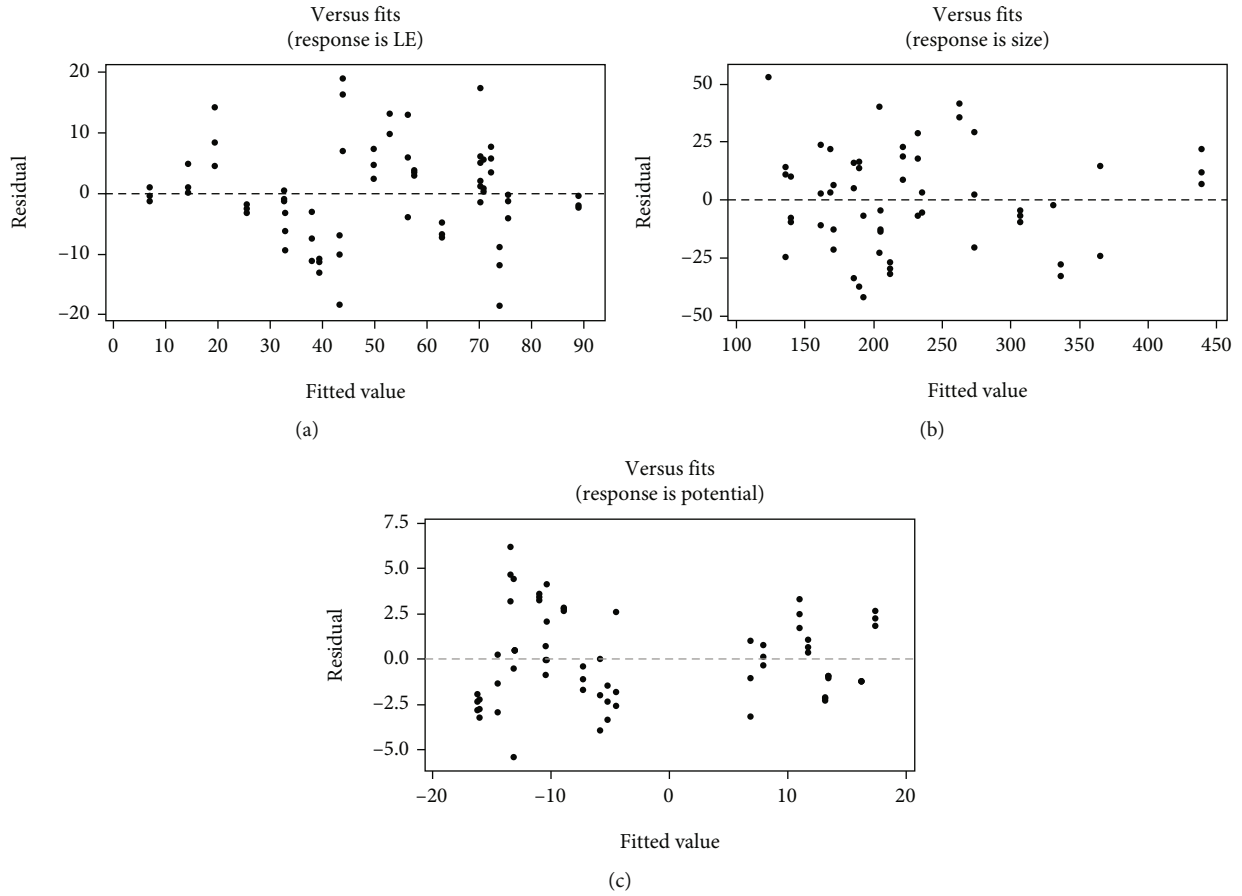 Versus fits
(response is LE)
20
10
0
−10
−20
Residual
0 10 20 30 40 50 60 70 80 90
Fitted value
(a)
Versus fits
(response is size)
50
25
0
−25
−50
Residual
100 150 200 250 300 350 400 450
Fitted value
(b)
Versus fits
(response is potential)
7.5
5.0
2.5
0.0
−2.5
−5.0
Residual
−20 −10 0 10 20
Fitted value
(c)